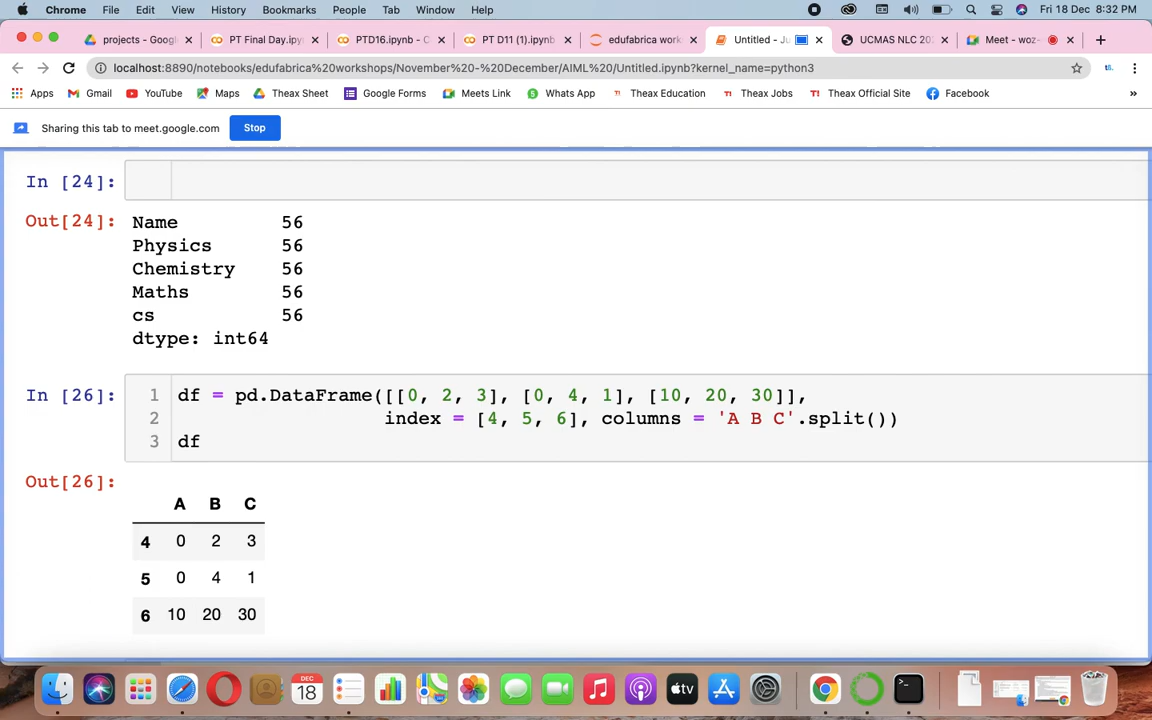 Chrome File Edit View History Bookmarks People Tab Window Help Fri 18 Dec 8:32 PM
projects - Googl PT Final Day.ipy PTD16.ipynb - C PT D11 (1).ipynb edufabrica work Untitled - Ju UCMAS NLC 20 Meet - woz-
localhost:8890/notebooks/edufabrica%20workshops/November%20-%20December/AIML%20/Untitled.ipynb?kernel_name=python3
Apps Gmail YouTube Maps Theax Sheet Google Forms Meets Link Whats App Theax Education Theax Jobs Theax Official Site Facebook »
Sharing this tab to meet.google.com Stop
In [24]:
Out[24]: Name 56
Physics 56
Chemistry 56
Maths 56
cs 56
dtype: int64
In [26]: 1 df = pd.DataFrame([[0, 2, 3], [0, 4, 1], [10, 20, 30]],
2 index = [4, 5, 6], columns = 'A B C'.split())
3 df
Out[26]:
A B C
4 0 2 3
5 0 4 1
6 10 20 30
DEC
18
tv